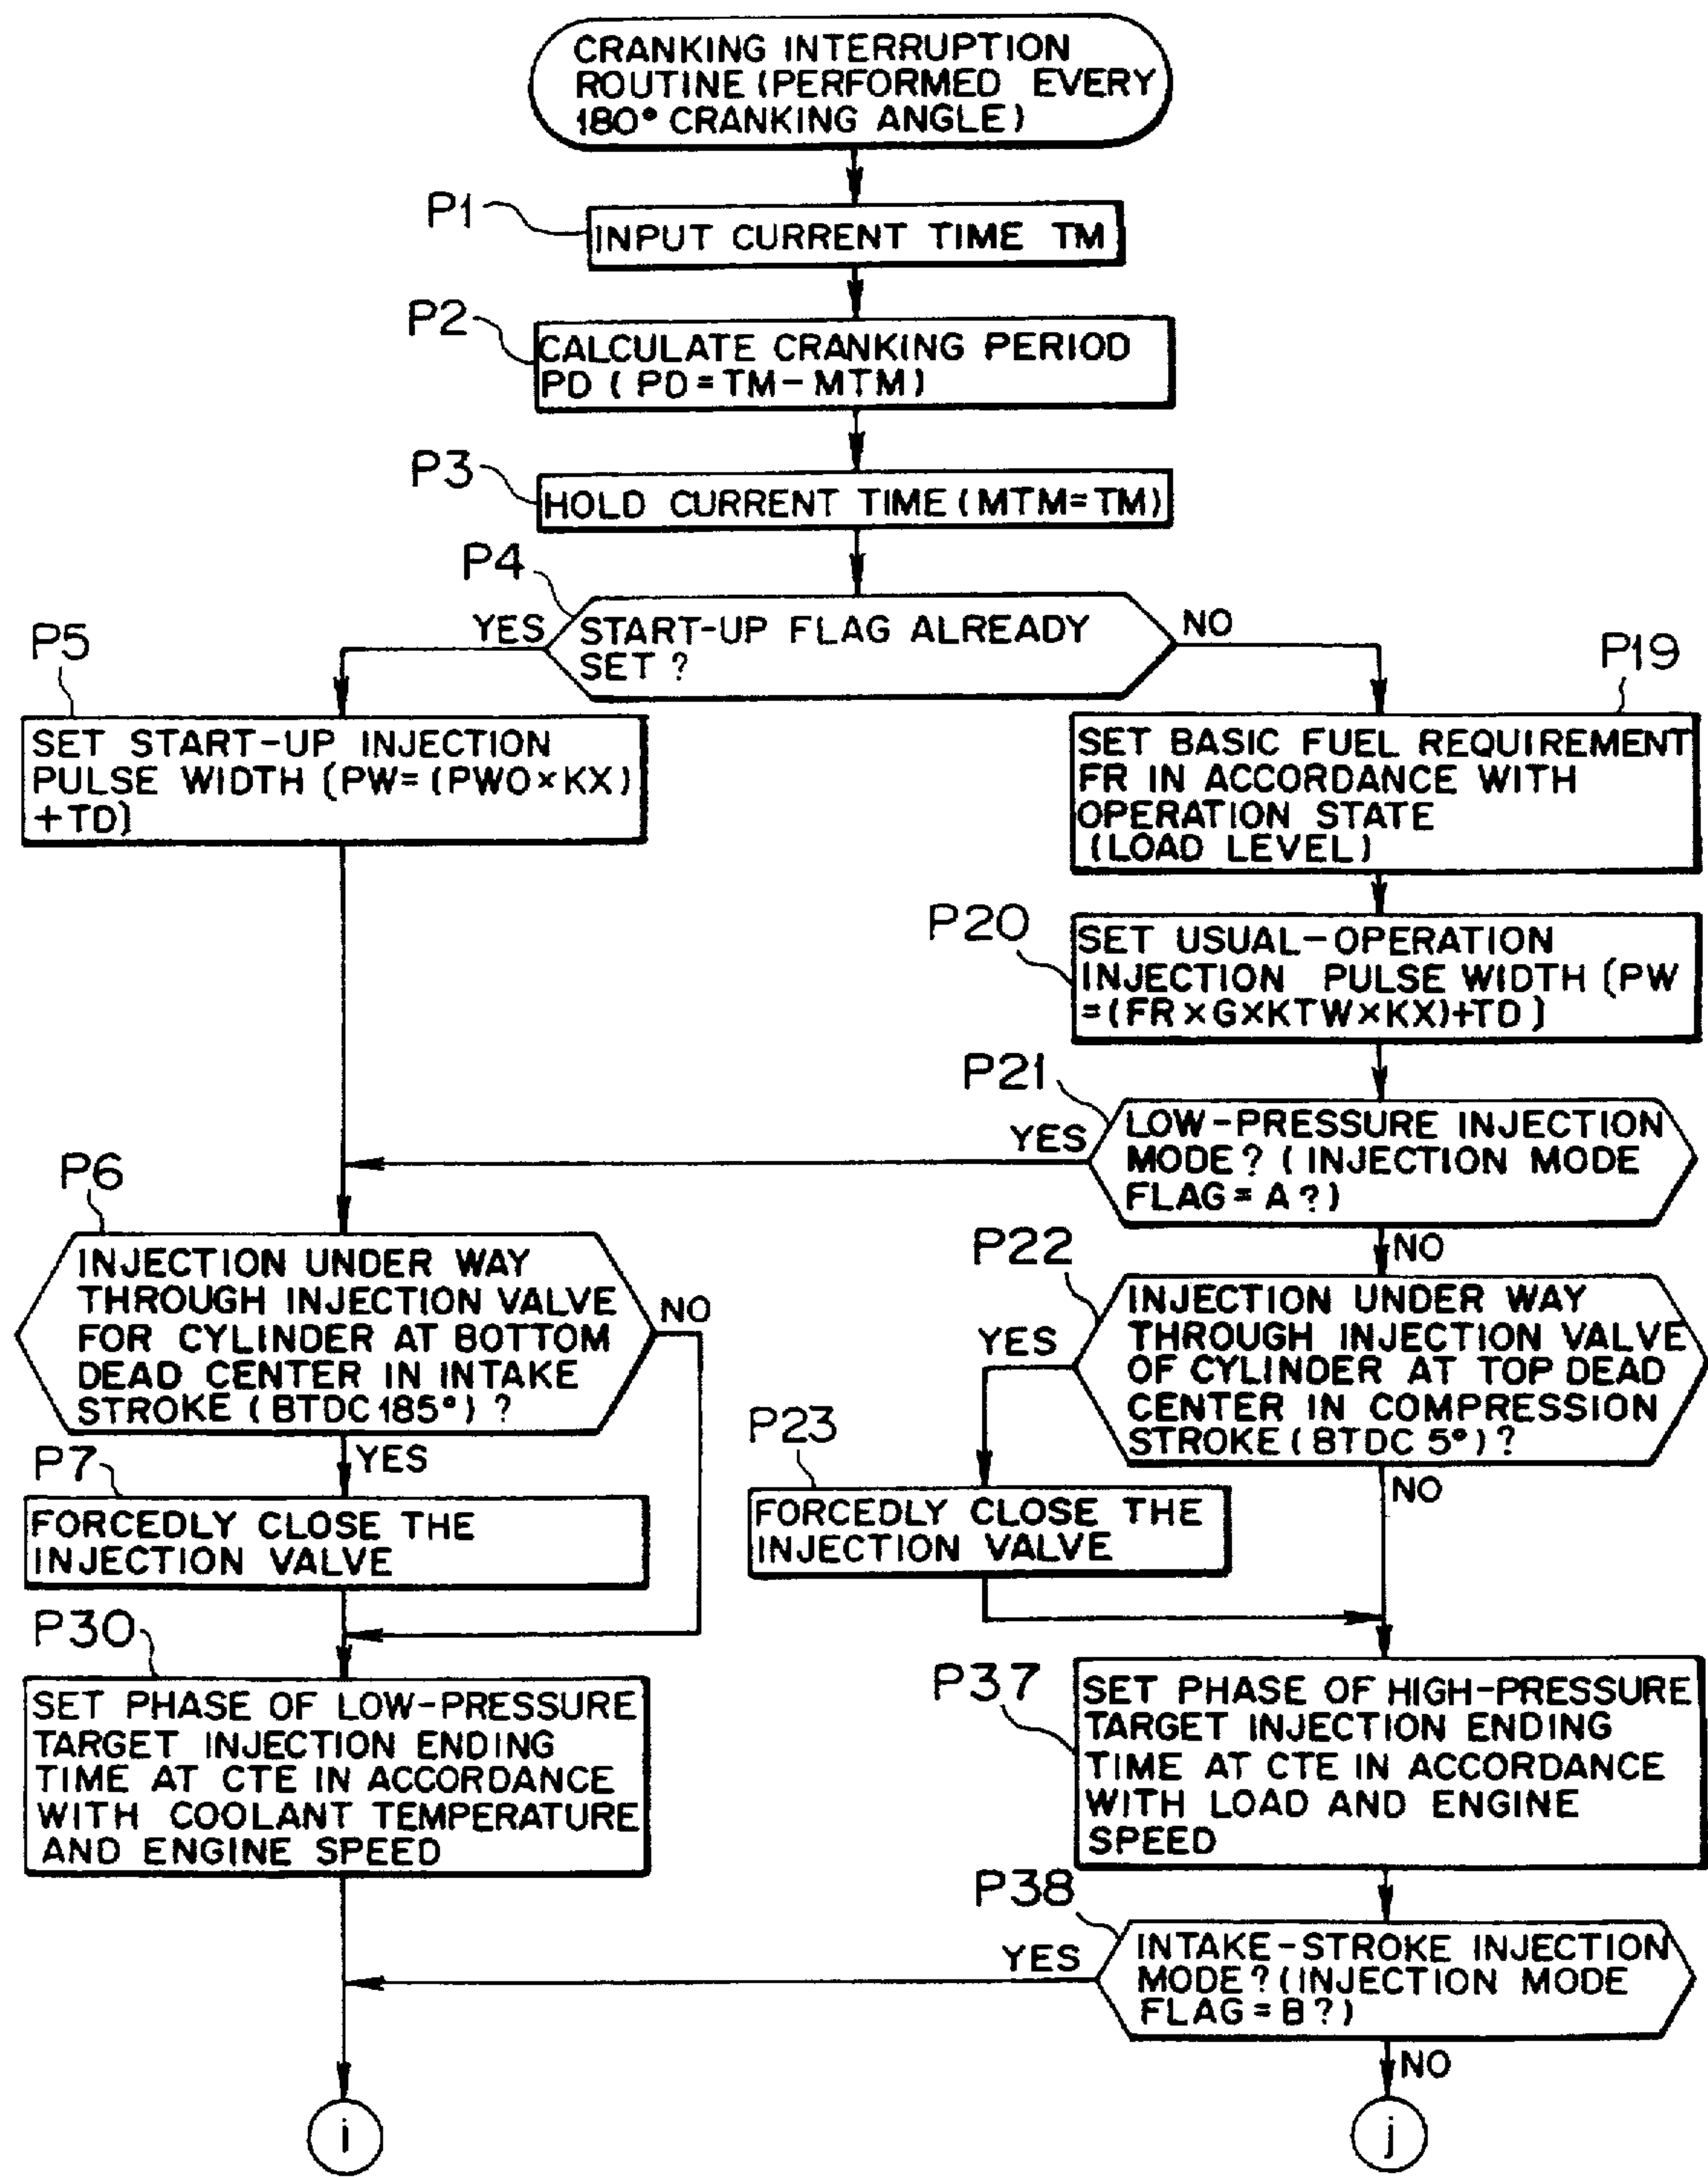 CRANKING INTERRUPTION
ROUTINE (PERFORMED EVERY
180° CRANKING ANGLE)
P1
INPUT CURRENT TIME TM
P2
CALCULATE CRANKING PERIOD
PD (PD=TM-MTM)
P3
HOLD CURRENT TIME (MTM=TM)
P4
START-UP FLAG ALREADY
SET ?
YES
NO
P5
SET START-UP INJECTION
PULSE WIDTH [PW=(PWO×KX)
+TD]
P19
SET BASIC FUEL REQUIREMENT
FR IN ACCORDANCE WITH
OPERATION STATE
(LOAD LEVEL)
P20
SET USUAL-OPERATION
INJECTION PULSE WIDTH [PW
=(FR×G×KTW×KX)+TD]
P21
LOW-PRESSURE INJECTION
MODE? (INJECTION MODE
FLAG=A?)
YES
NO
P6
INJECTION UNDER WAY
THROUGH INJECTION VALVE
FOR CYLINDER AT BOTTOM
DEAD CENTER IN INTAKE
STROKE (BTDC 185°) ?
NO
YES
P7
FORCEDLY CLOSE THE
INJECTION VALVE
P22
INJECTION UNDER WAY
THROUGH INJECTION VALVE
OF CYLINDER AT TOP DEAD
CENTER IN COMPRESSION
STROKE (BTDC 5°) ?
YES
NO
P23
FORCEDLY CLOSE THE
INJECTION VALVE
P30
SET PHASE OF LOW-PRESSURE
TARGET INJECTION ENDING
TIME AT CTE IN ACCORDANCE
WITH COOLANT TEMPERATURE
AND ENGINE SPEED
P37
SET PHASE OF HIGH-PRESSURE
TARGET INJECTION ENDING
TIME AT CTE IN ACCORDANCE
WITH LOAD AND ENGINE
SPEED
P38
INTAKE-STROKE INJECTION
MODE? (INJECTION MODE
FLAG=B?)
YES
NO
i
j